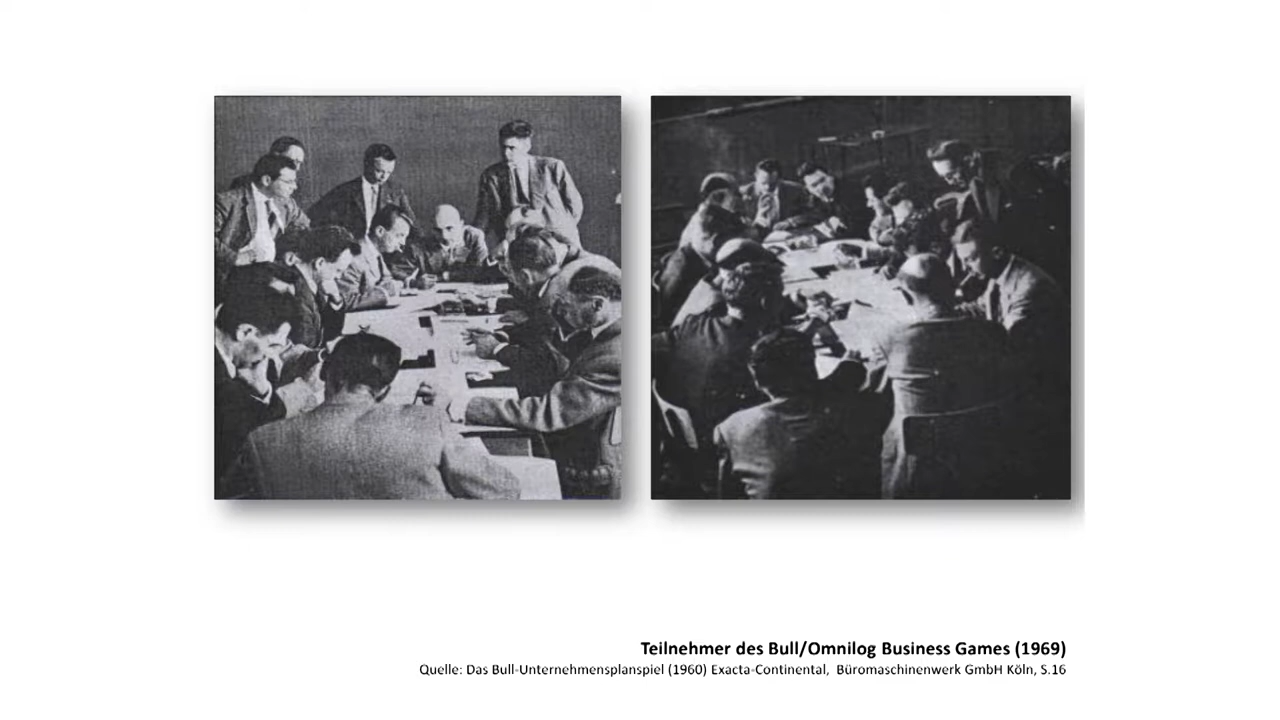 Teilnehmer des Bull/Omnilog Business Games (1969)
Quelle: Das Bull-Unternehmensplanspiel (1960) Exacta-Continental, Büromaschinenwerk GmbH Köln, S.16